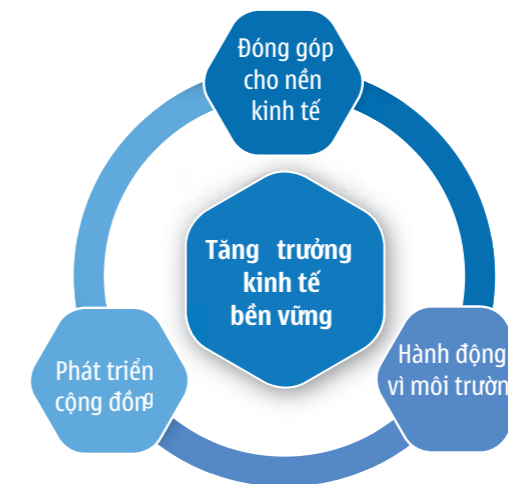 Đóng góp
cho nền
kinh tế
Tăng trưởng
kinh tế
bền vững
Phát triển
cộng đồng
Hành động
vì môi trườn